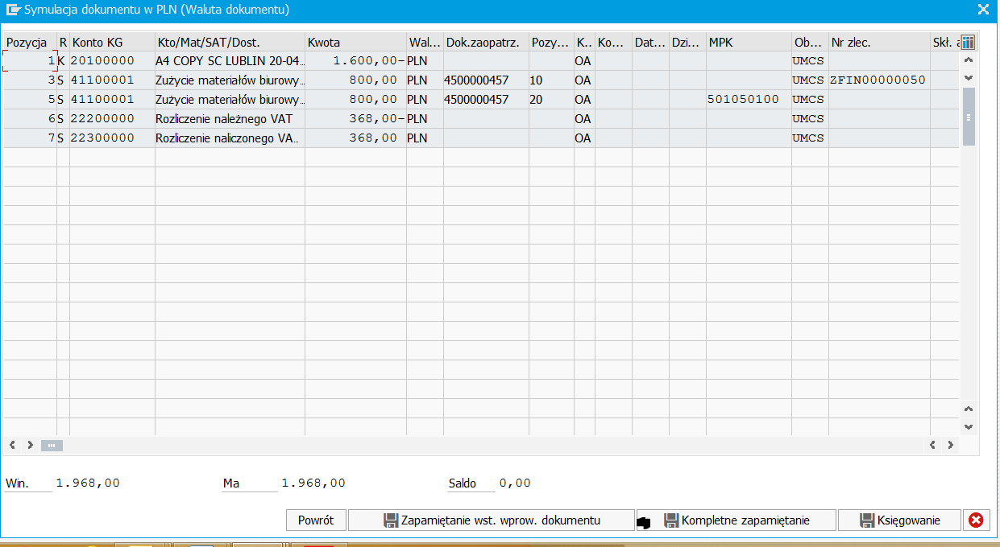 Symulacja dokumentu w PLN (Waluta dokumentu)
Pozycja R Konto KG Kto/Mat/SAT/Dost. Kwota Wal... Dok.zaopatrz. Pozy... K.. Ko... Dat... Dzi... MPK Ob... Nr zlec. Skł.
1 K 20100000 A4 COPY SC LUBLIN 20-04... 1.600,00- PLN OA UMCS
3 S 41100001 Zużycie materiałów biurowy... 800,00 PLN 4500000457 10 OA UMCS ZFIN00000050
5 S 41100001 Zużycie materiałów biurowy... 800,00 PLN 4500000457 20 OA 501050100 UMCS
6 S 22200000 Rozliczenie należnego VAT 368,00- PLN OA UMCS
7 S 22300000 Rozliczenie naliczonego VA... 368,00 PLN OA UMCS
Win. 1.968,00 Ma 1.968,00 Saldo 0,00
Powrót Zapamiętanie wst. wprow. dokumentu Kompletne zapamiętanie Księgowanie